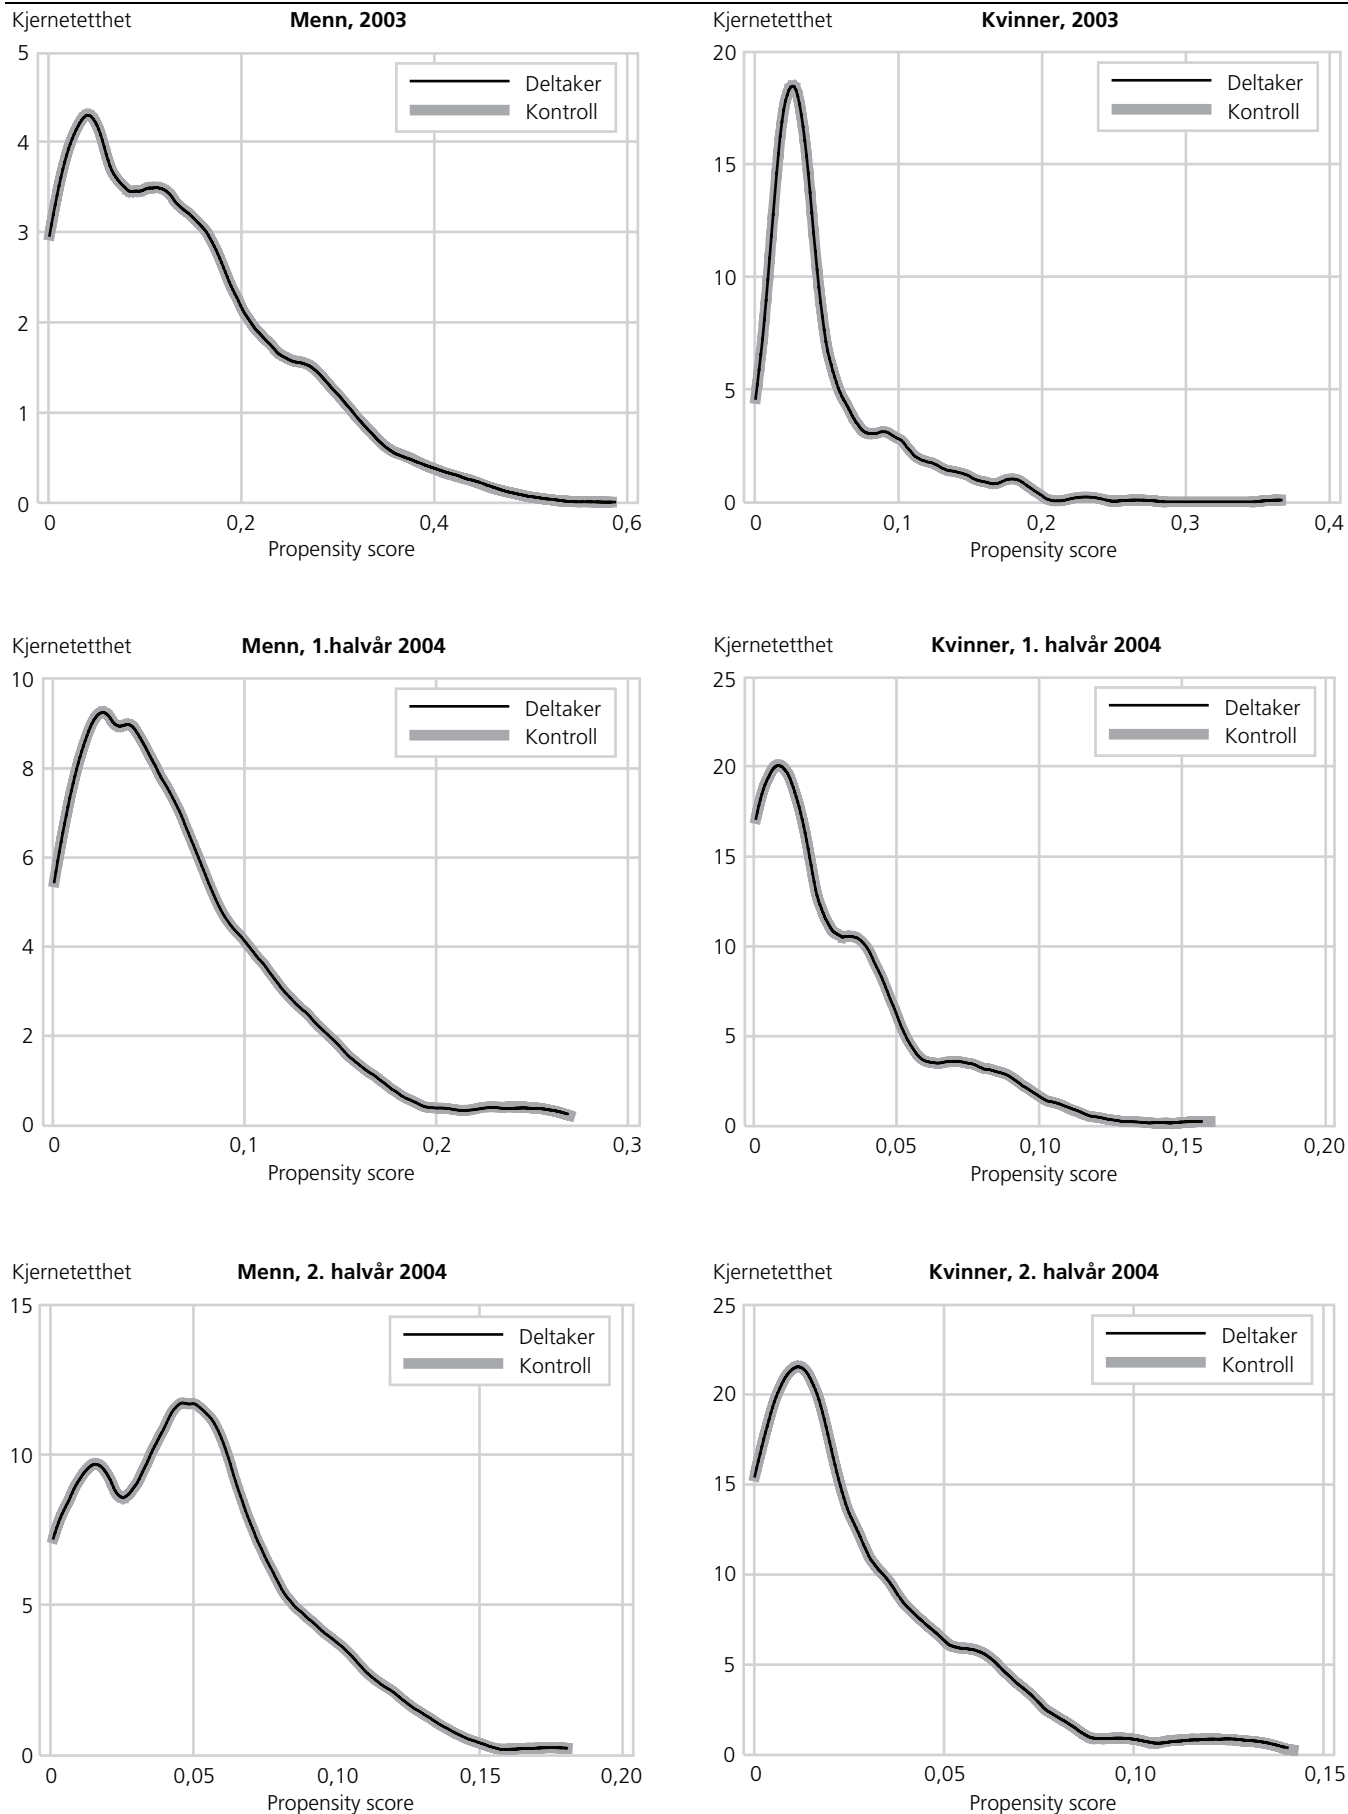 Kjernetetthet
Menn, 2003
5
4
3
2
1
0
Deltaker
Kontroll
0
0,2
0,4
0,6
Propensity score
Kjernetetthet
Kvinner, 2003
20
15
10
5
0
Deltaker
Kontroll
0
0,1
0,2
0,3
0,4
Propensity score
Kjernetetthet
Menn, 1.halvår 2004
10
8
6
4
2
0
Deltaker
Kontroll
0
0,1
0,2
0,3
Propensity score
Kjernetetthet
Kvinner, 1. halvår 2004
25
20
15
10
5
0
Deltaker
Kontroll
0
0,05
0,10
0,15
0,20
Propensity score
Kjernetetthet
Menn, 2. halvår 2004
15
10
5
0
Deltaker
Kontroll
0
0,05
0,10
0,15
0,20
Propensity score
Kjernetetthet
Kvinner, 2. halvår 2004
25
20
15
10
5
0
Deltaker
Kontroll
0
0,05
0,10
0,15
Propensity score